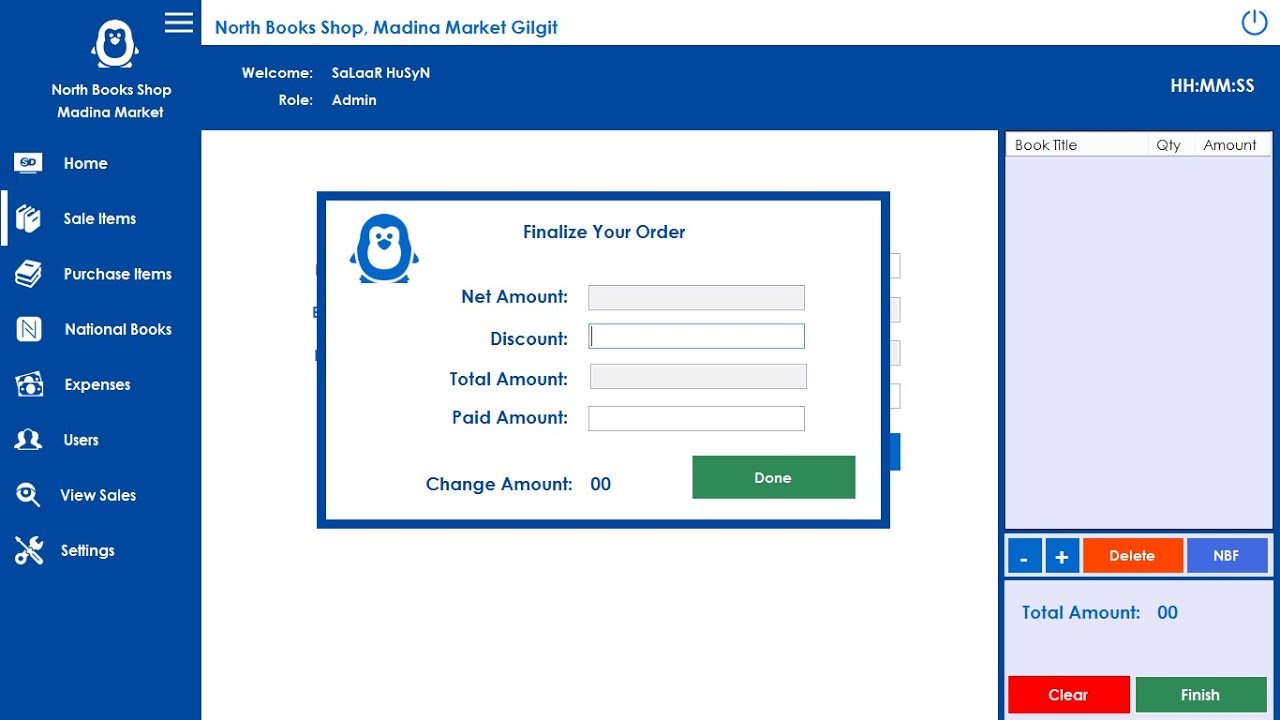 North Books Shop
Madina Market
Home
Sale Items
Purchase Items
National Books
Expenses
Users
View Sales
Settings
North Books Shop, Madina Market Gilgit
Welcome: SaLaaR HuSyN
Role: Admin
HH:MM:SS
Finalize Your Order
Net Amount:
Discount:
Total Amount:
Paid Amount:
Change Amount: 00
Done
Book Title Qty Amount
- + Delete NBF
Total Amount: 00
Clear Finish